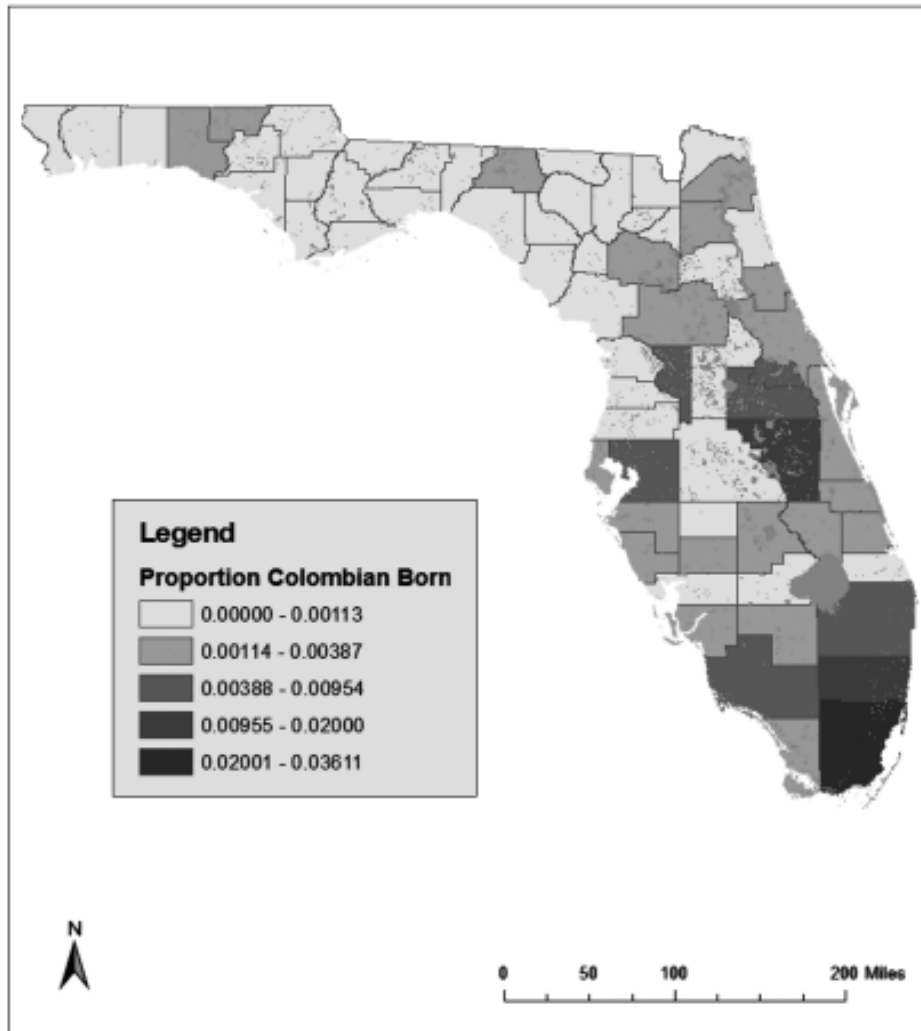 Legend
Proportion Colombian Born
0.00000 - 0.00113
0.00114 - 0.00387
0.00388 - 0.00954
0.00955 - 0.02000
0.02001 - 0.03611
N
0 50 100 200 Miles